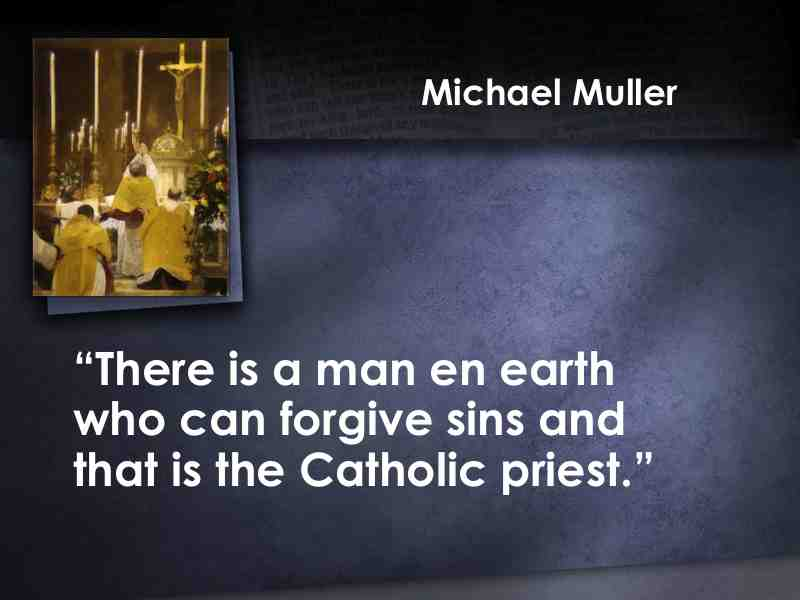 Michael Muller
“There is a man en earth
who can forgive sins and
that is the Catholic priest.”